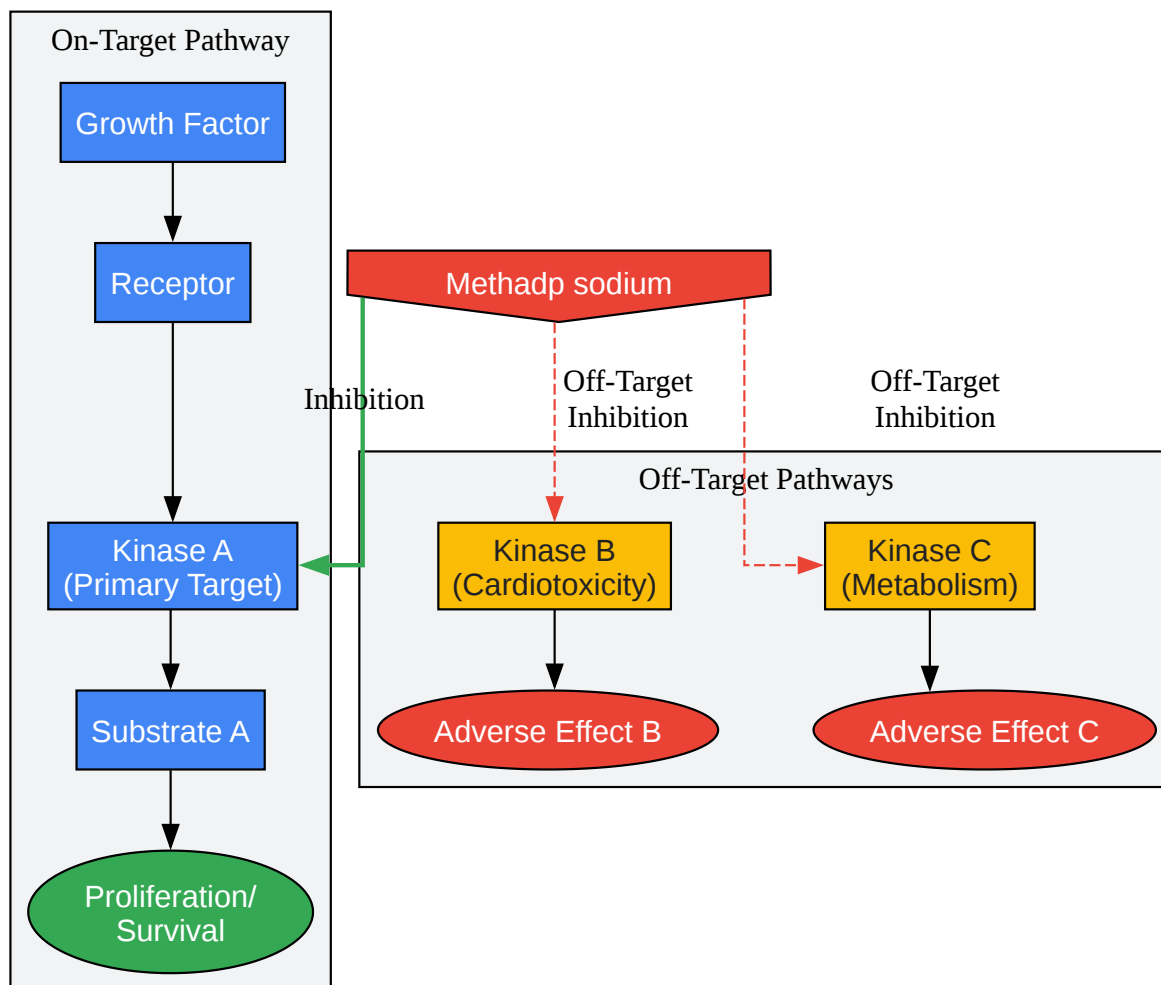 On-Target Pathway
Growth Factor
Receptor
Methadp sodium
Inhibition
Off-Target
Inhibition
Off-Target
Inhibition
Off-Target Pathways
Kinase A
(Primary Target)
Kinase B
(Cardiotoxicity)
Kinase C
(Metabolism)
Substrate A
Adverse Effect B
Adverse Effect C
Proliferation/
Survival